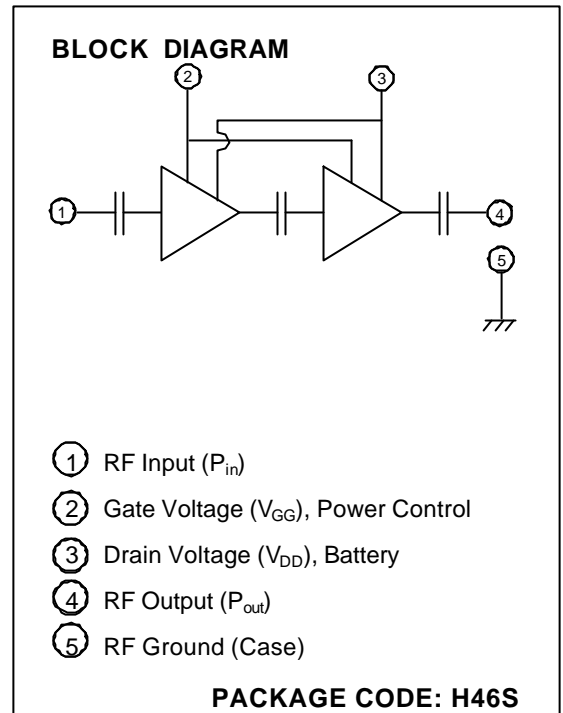 BLOCK DIAGRAM
2 3
1 4
5
1 RF Input (Pin)
2 Gate Voltage (VGG), Power Control
3 Drain Voltage (VDD), Battery
4 RF Output (Pout)
5 RF Ground (Case)
PACKAGE CODE: H46S